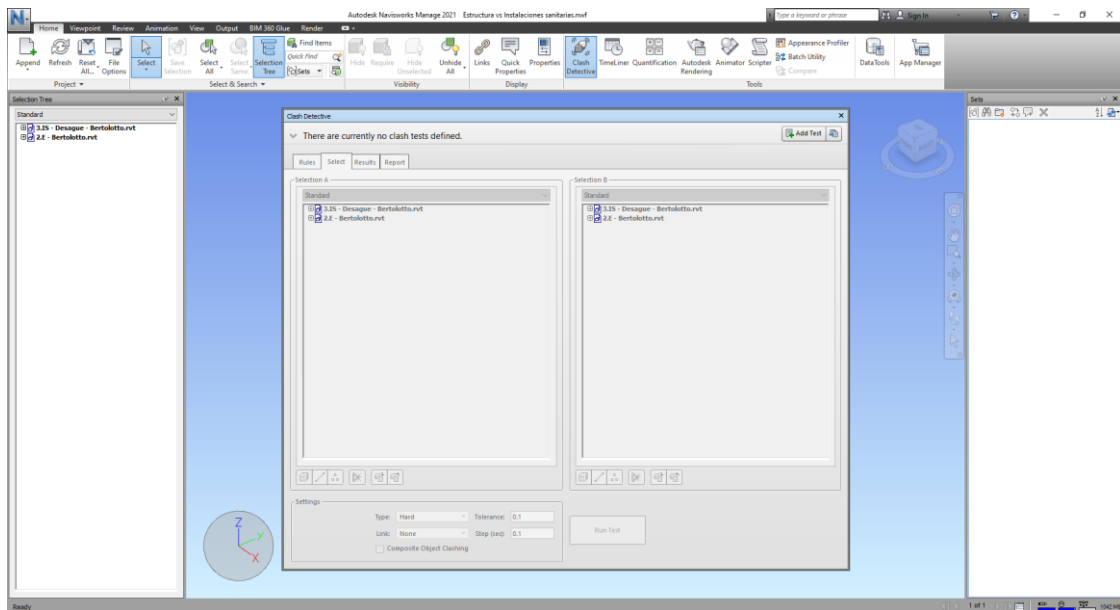 Autodesk Navisworks Manage 2021 Estructura vs Instalaciones sanitaries.nwf
Type a keyword or phrase
Sign In
Home Viewpoint Review Animation View Output BIM 360 Glue Render
Append Refresh Reset All... File Options
Select Save Selection Select All Select Same Selection Tree
Find Items
Quick Find
Sets
Hide Require Hide Unselected Unhide All
Links Quick Properties Properties
Clash Detective TimeLiner Quantification Autodesk Rendering Animator Scripter
Appearance Profiler
Batch Utility
Compare
DataTools App Manager
Project Select & Search Visibility Display Tools
Selection Tree
Standard
3.IS - Desague - Bertolotto.rvt
2.E - Bertolotto.rvt
Clash Detective
There are currently no clash tests defined.
Add Test
Rules Select Results Report
Selection A
Standard
3.IS - Desague - Bertolotto.rvt
2.E - Bertolotto.rvt
Selection B
Standard
3.IS - Desague - Bertolotto.rvt
2.E - Bertolotto.rvt
Settings
Type: Hard Tolerance: 0.1
Link: None Step (sec): 0.1
Composite Object Clashing
Run Test
Sets
Z
Y
X
Ready
1 of 1